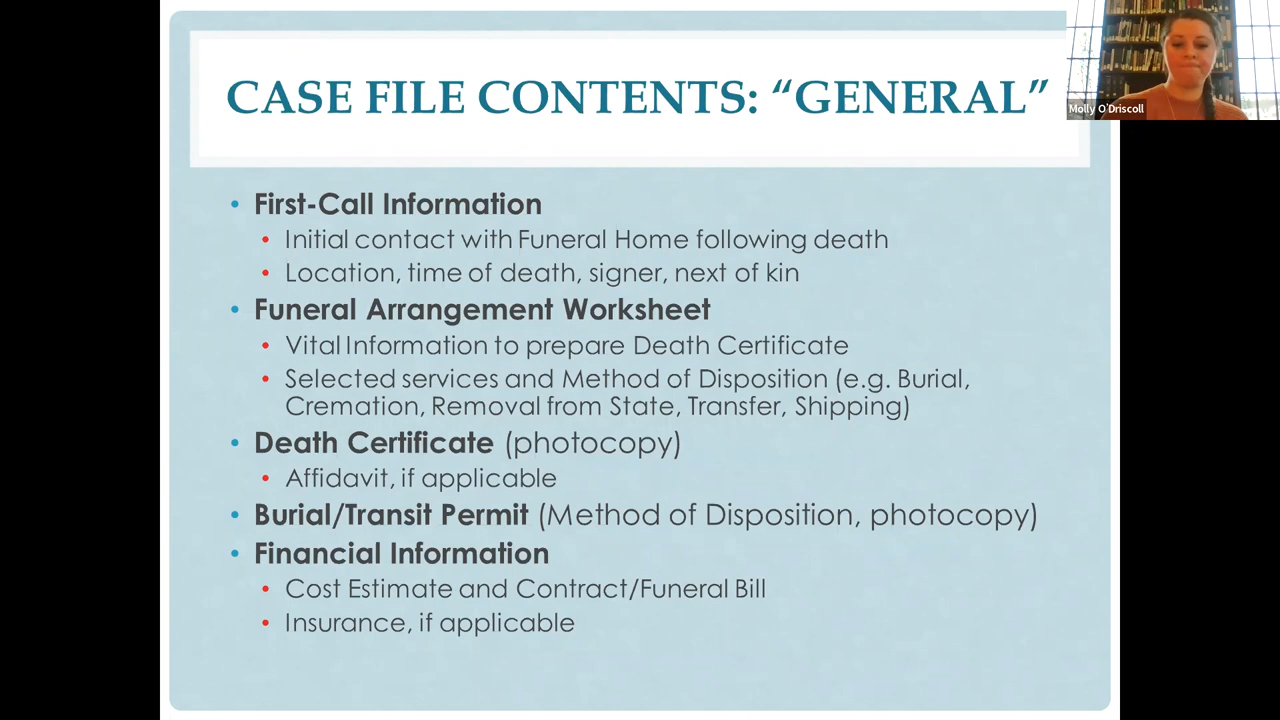 CASE FILE CONTENTS: “GENERAL”
Molly O'Driscoll
• First-Call Information
• Initial contact with Funeral Home following death
• Location, time of death, signer, next of kin
• Funeral Arrangement Worksheet
• Vital Information to prepare Death Certificate
• Selected services and Method of Disposition (e.g. Burial,
Cremation, Removal from State, Transfer, Shipping)
• Death Certificate (photocopy)
• Affidavit, if applicable
• Burial/Transit Permit (Method of Disposition, photocopy)
• Financial Information
• Cost Estimate and Contract/Funeral Bill
• Insurance, if applicable